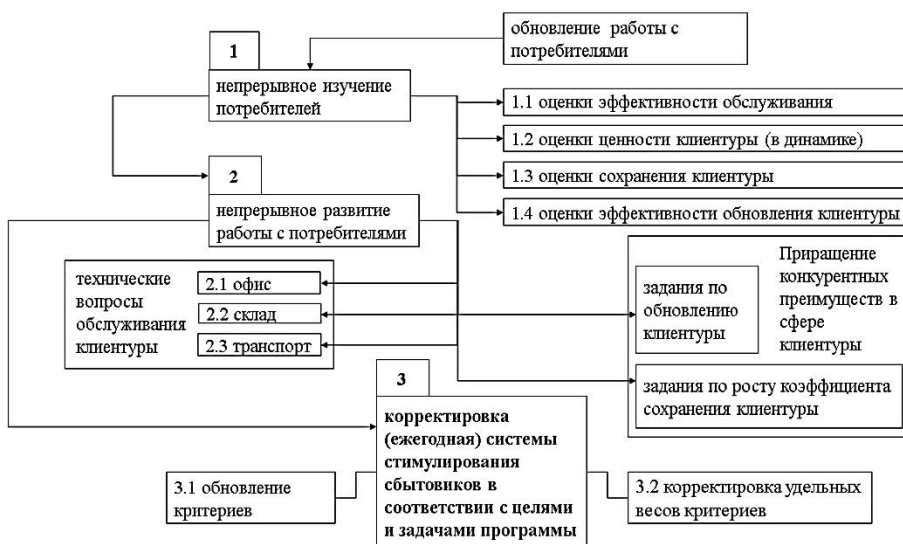 обновление работы с
потребителями
1
непрерывное изучение
потребителей
1.1 оценки эффективности обслуживания
1.2 оценки ценности клиентуры (в динамике)
1.3 оценки сохранения клиентуры
1.4 оценки эффективности обновления клиентуры
2
непрерывное развитие
работы с потребителями
технические
вопросы
обслуживания
клиентуры
2.1 офис
2.2 склад
2.3 транспорт
задания по
обновлению
клиентуры
Приращение
конкурентных
преимуществ в
сфере
клиентуры
задания по росту коэффициента
сохранения клиентуры
3
корректировка
(ежегодная) системы
стимулирования
сбытовиков в
соответствии с целями
и задачами программы
3.1 обновление
критериев
3.2 корректировка удельных
весов критериев